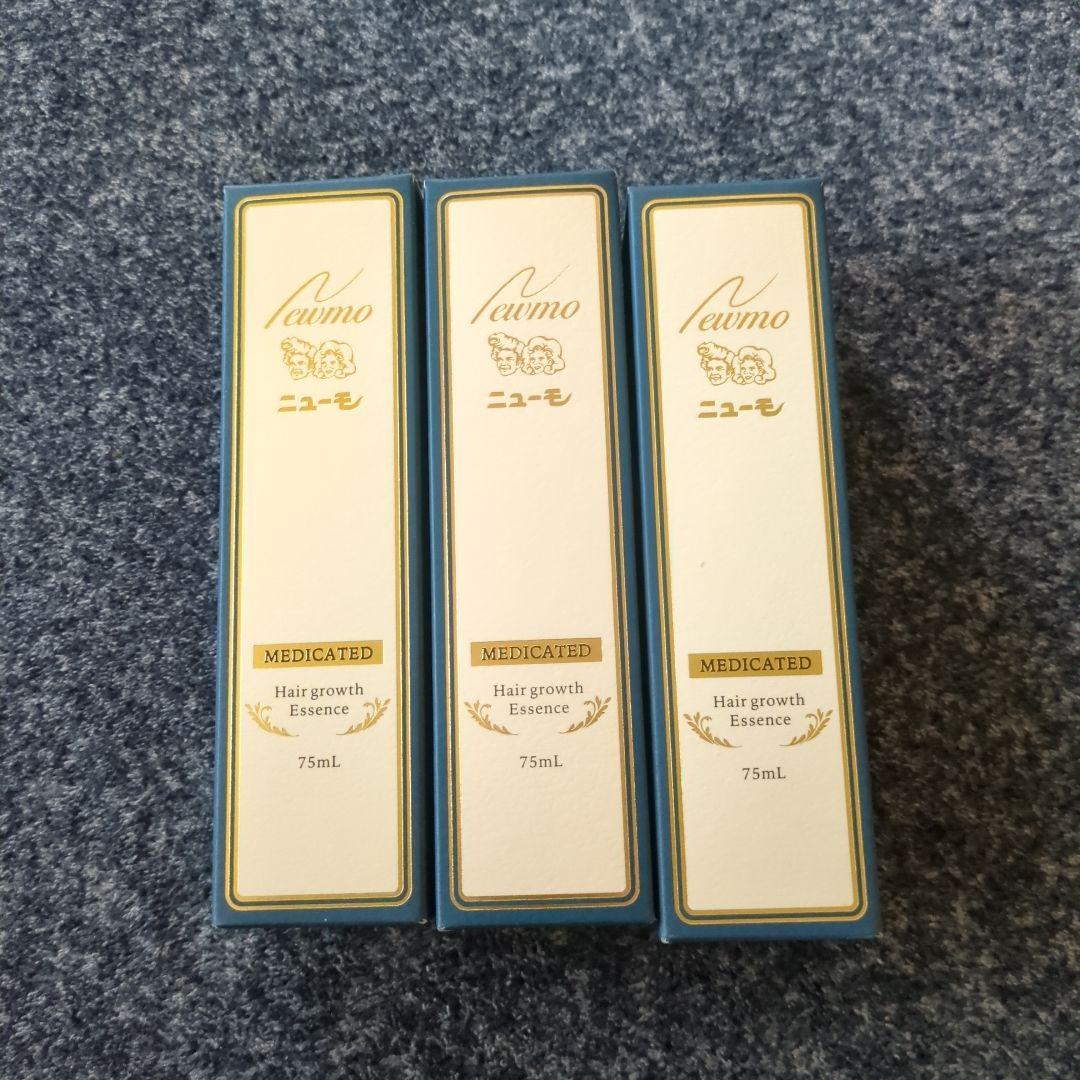 Newmo
ニューモ
MEDICATED
Hair growth
Essence
75mL
Newmo
ニューモ
MEDICATED
Hair growth
Essence
75mL
Newmo
ニューモ
MEDICATED
Hair growth
Essence
75mL